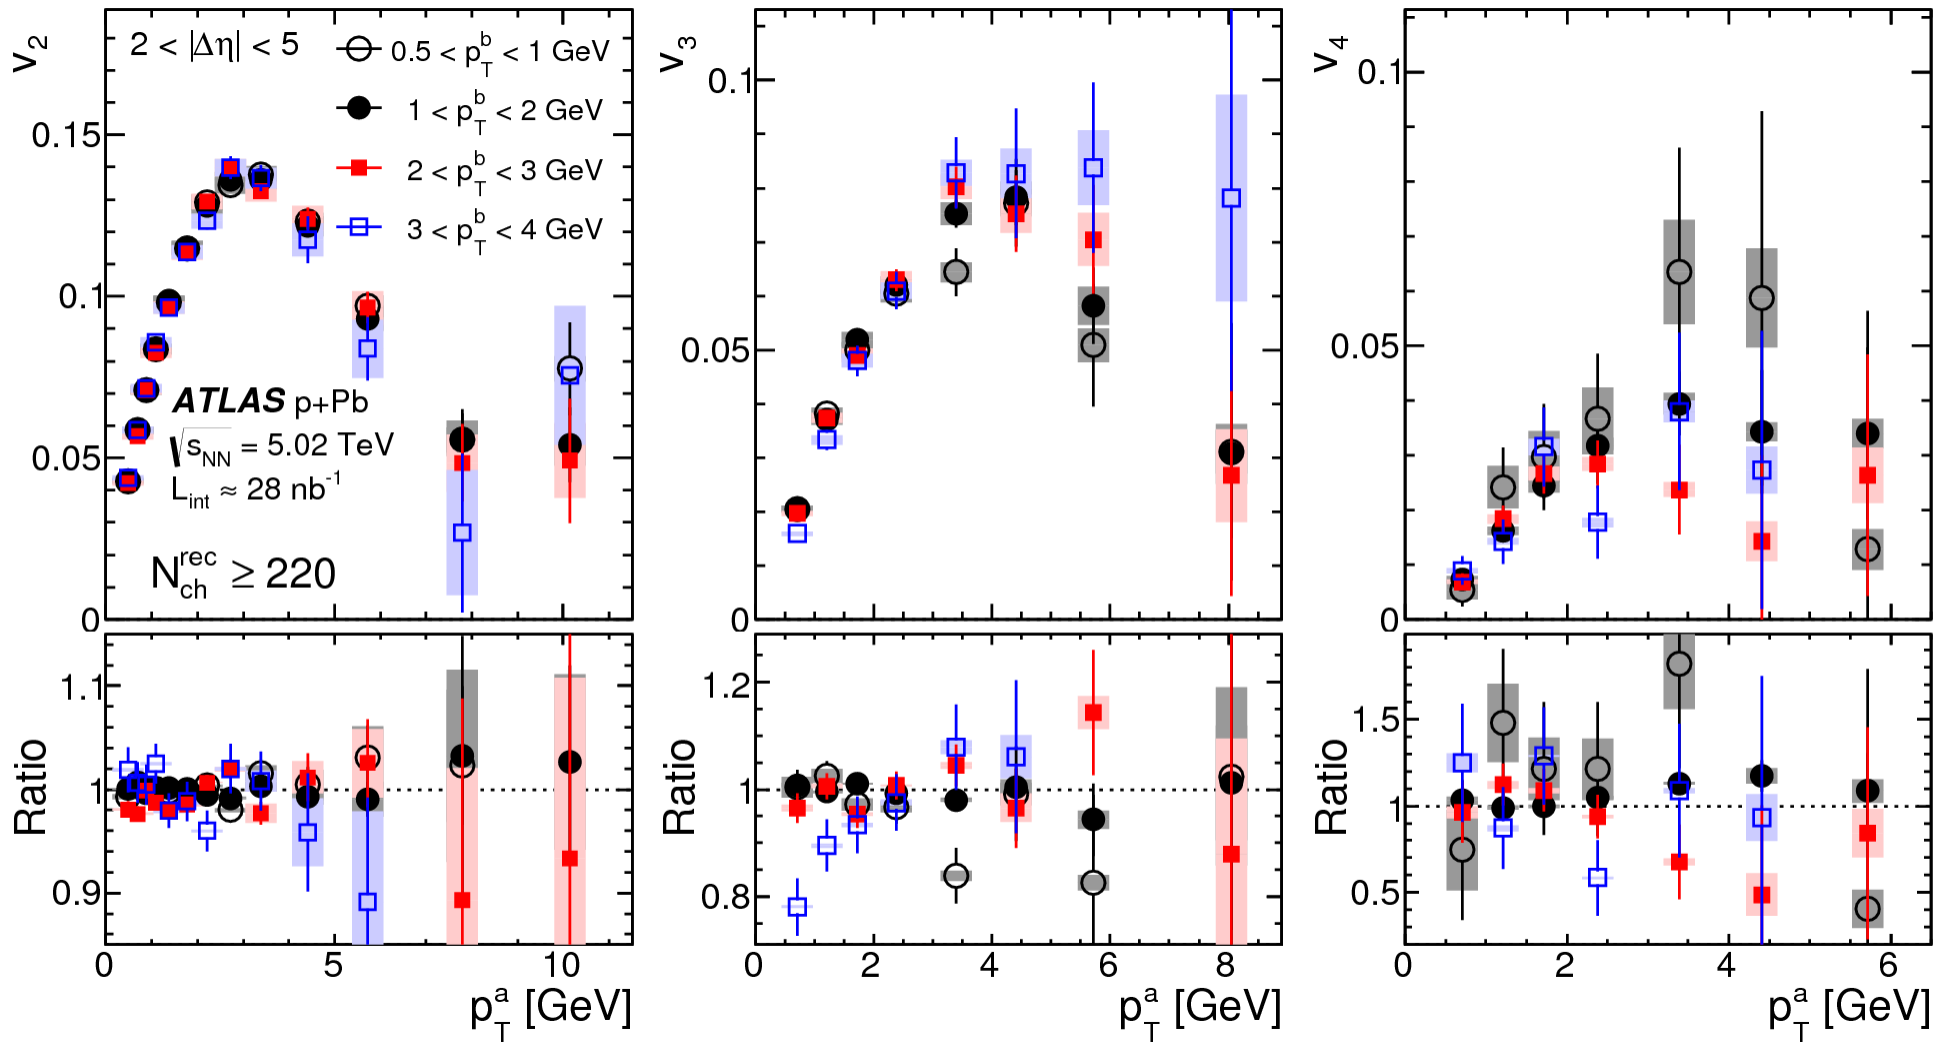 v2
2 < |Δη| < 5
0.5 < p_T^b < 1 GeV
1 < p_T^b < 2 GeV
2 < p_T^b < 3 GeV
3 < p_T^b < 4 GeV
0.15
0.1
0.05
0
ATLAS p+Pb
√s_NN = 5.02 TeV
L_int ≈ 28 nb^-1
N_ch^rec ≥ 220
Ratio
1.1
1
0.9
0 5 10
p_T^a [GeV]
v3
0.1
0.05
0
Ratio
1.2
1
0.8
0 2 4 6 8
p_T^a [GeV]
v4
0.1
0.05
0
Ratio
1.5
1
0.5
0 2 4 6
p_T^a [GeV]